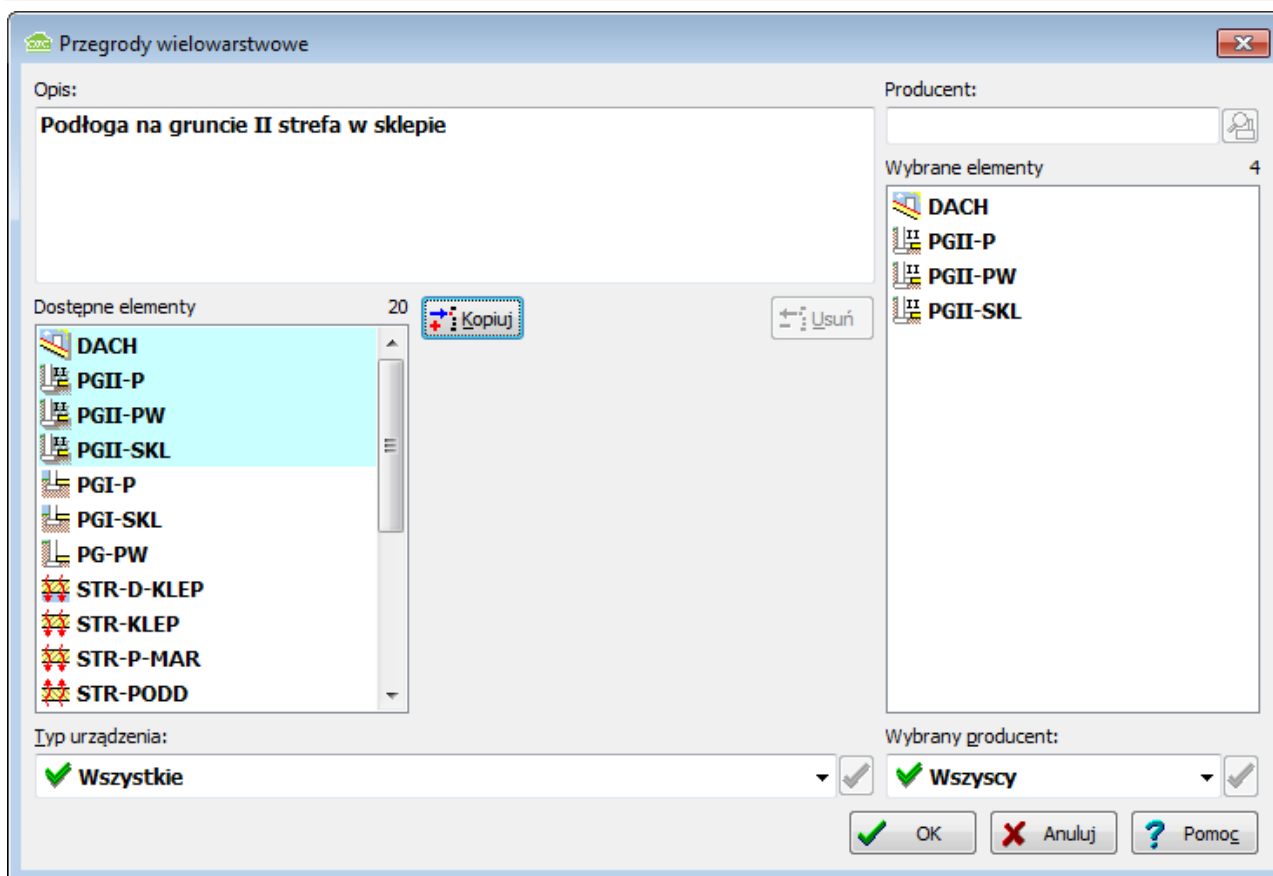 Przegrody wielowarstwowe
Opis:
Podłoga na gruncie II strefa w sklepie
Producent:
Wybrane elementy 4
DACH
PGII-P
PGII-PW
PGII-SKL
Dostępne elementy 20
Kopiuj
Usuń
DACH
PGII-P
PGII-PW
PGII-SKL
PGI-P
PGI-SKL
PG-PW
STR-D-KLEP
STR-KLEP
STR-P-MAR
STR-PODD
Typ urządzenia:
Wszystkie
Wybrany producent:
Wszyscy
OK
Anuluj
Pomoc